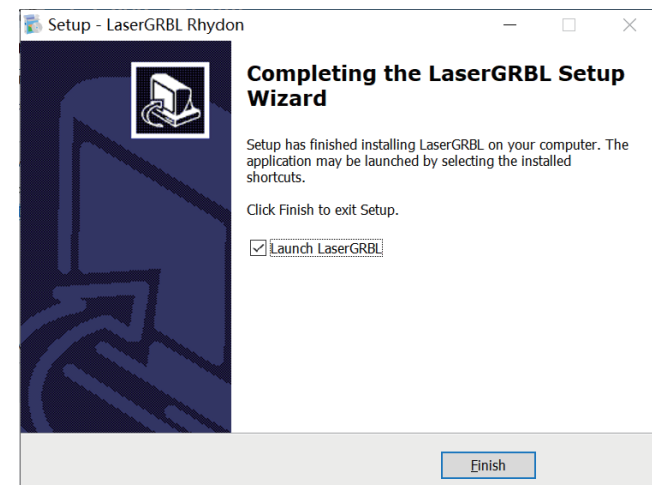 Setup - LaserGRBL Rhydon
Completing the LaserGRBL Setup
Wizard
Setup has finished installing LaserGRBL on your computer. The
application may be launched by selecting the installed
shortcuts.
Click Finish to exit Setup.
Launch LaserGRBL
Finish